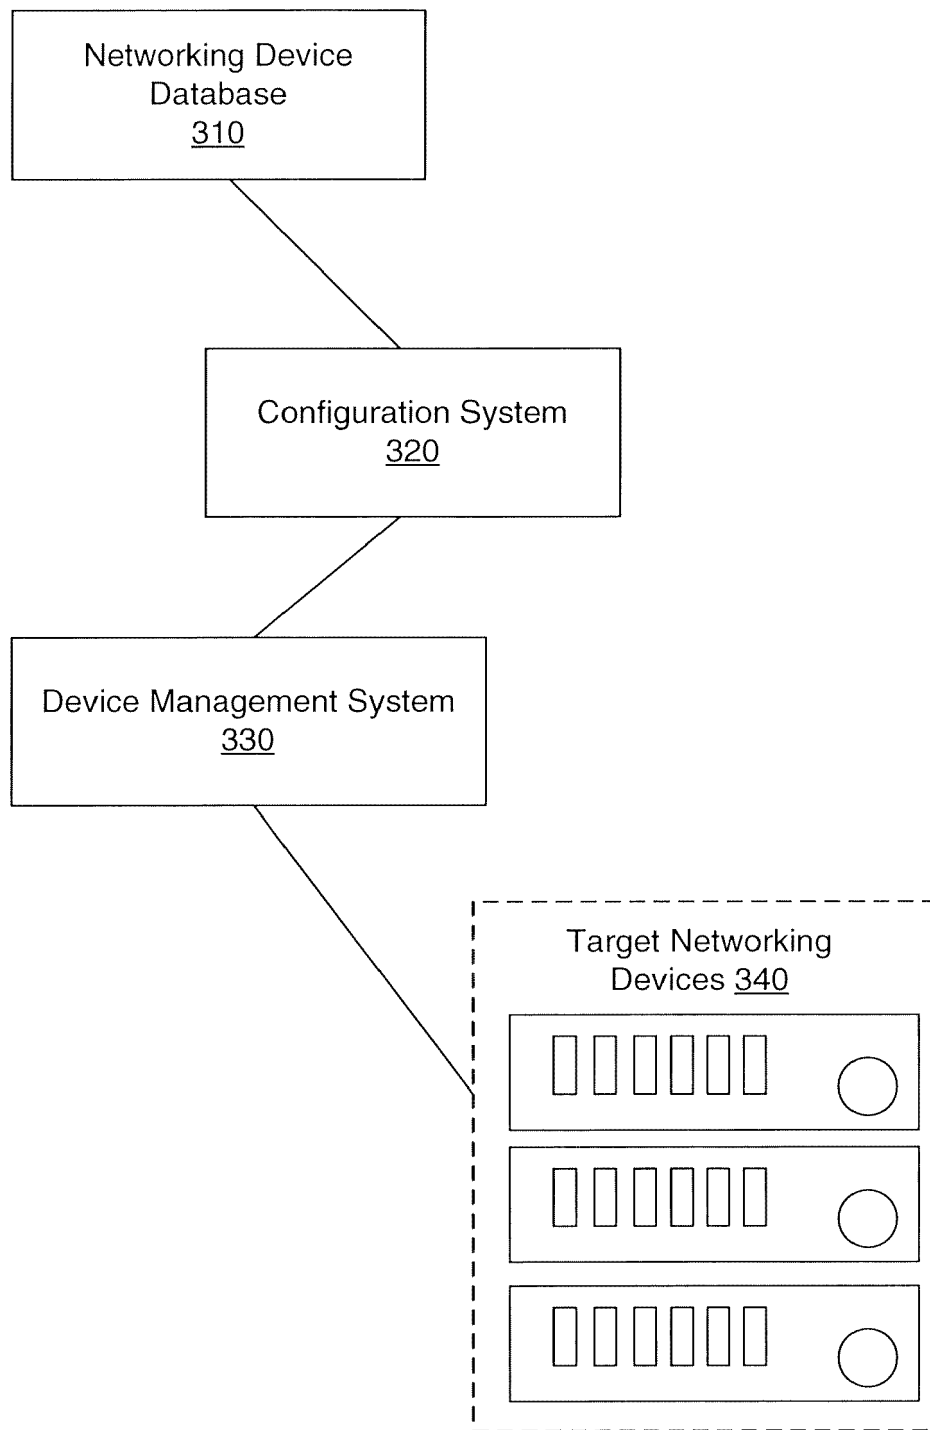 Networking Device
Database
310
Configuration System
320
Device Management System
330
Target Networking
Devices 340